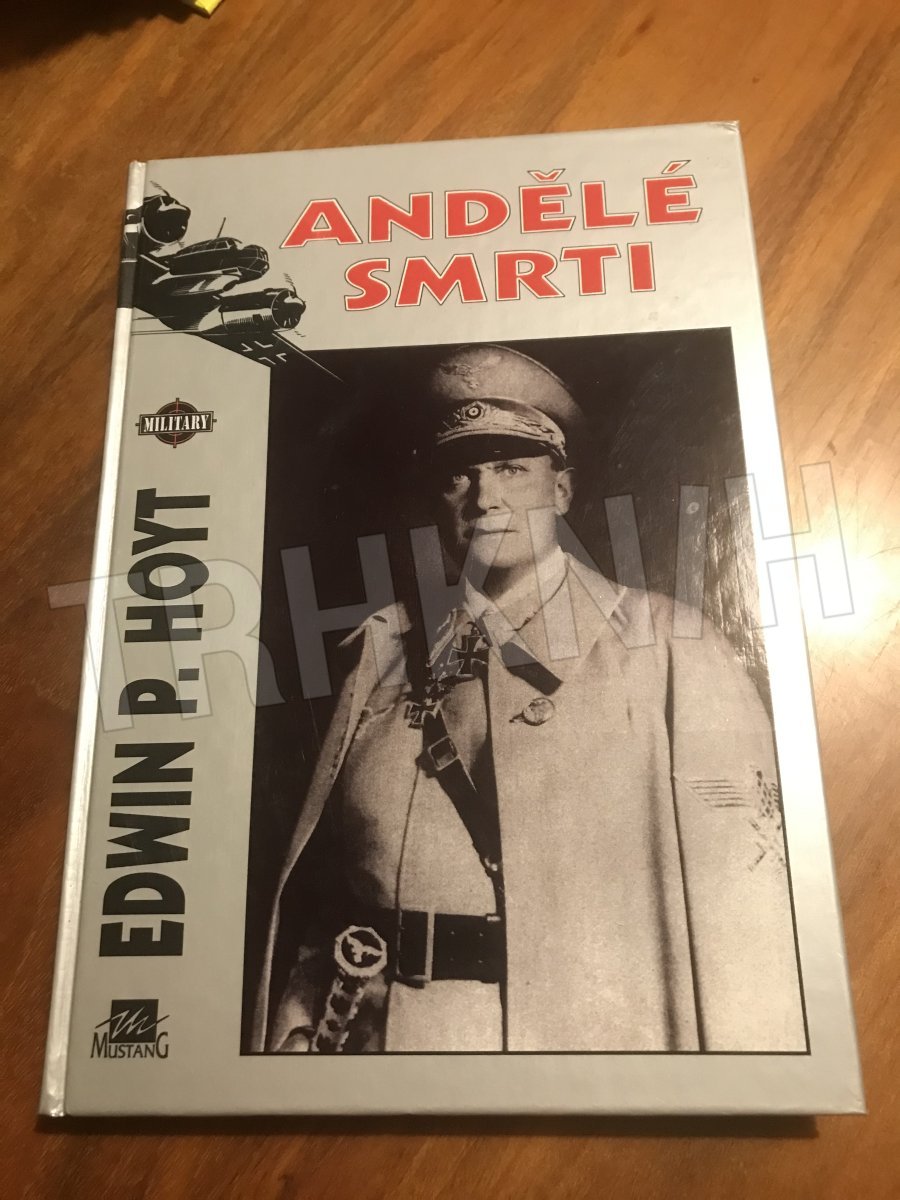 ANDĚLÉ
SMRTI
MILITARY
EDWIN P. HOYT
MUSTANG
TRHKNIH